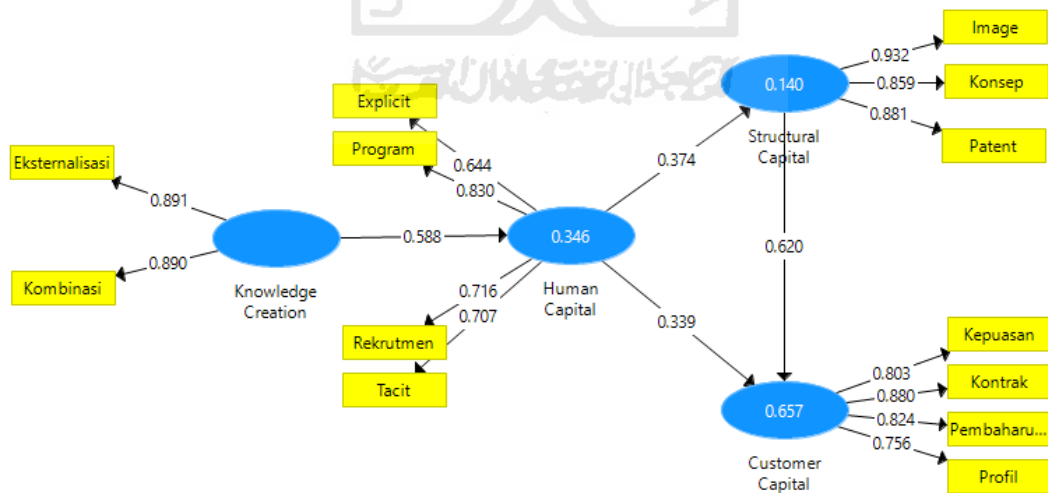 Image
0.932
0.140
0.859
Konsep
0.881
Patent
Structural
Capital
Explicit
Program
0.644
0.830
0.374
Eksternalisasi
0.891
0.588
0.346
0.620
0.890
Kombinasi
Knowledge
Creation
Human
Capital
0.716
0.707
Rekrutmen
Tacit
0.339
Kepuasan
0.803
Kontrak
0.880
0.657
0.824
Pembaharu...
0.756
Profil
Customer
Capital